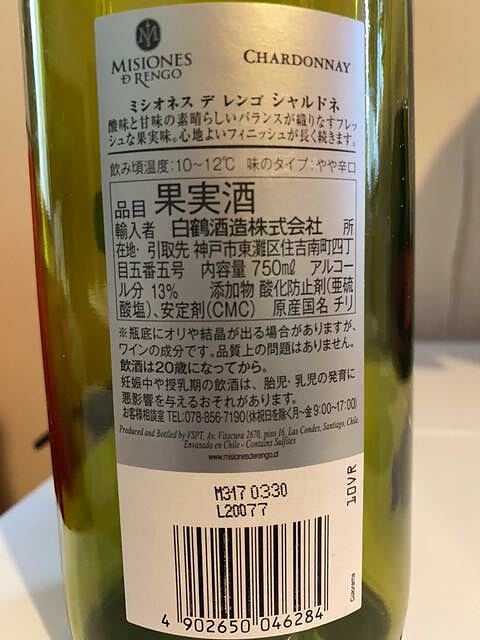 M
MISIONES
DE RENGO
CHARDONNAY
ミシオネス デ レンゴ シャルドネ
酸味と甘味の素晴らしいバランスが織りなすフレッ
シュな果実味。心地よいフィニッシュが長く続きます。
飲み頃温度:10~12℃ 味のタイプ:やや辛口
品目 果実酒
輸入者 白鶴酒造株式会社 所
在地・引取先 神戸市東灘区住吉南町四丁
目五番五号 内容量 750㎖ アルコー
ル分 13% 添加物 酸化防止剤(亜硫
酸塩)、安定剤(CMC) 原産国名 チリ
※瓶底にオリや結晶が出る場合がありますが、
ワインの成分です。品質上の問題はありません。
飲酒は20歳になってから。
妊娠中や授乳期の飲酒は、胎児・乳児の発育に
悪影響を与えるおそれがあります。
お客様相談室 TEL:078-856-7190(休祝日を除く月~金 9:00~17:00)
Produced and Bottled by VSPT, Av. Vitacura 2670, piso 16, Las Condes, Santiago, Chile.
Envasado en Chile - Contains Sulfites
www.misionesderengo.cl
M317 0330
L20077
10VR
Colorama
4 902650 046284